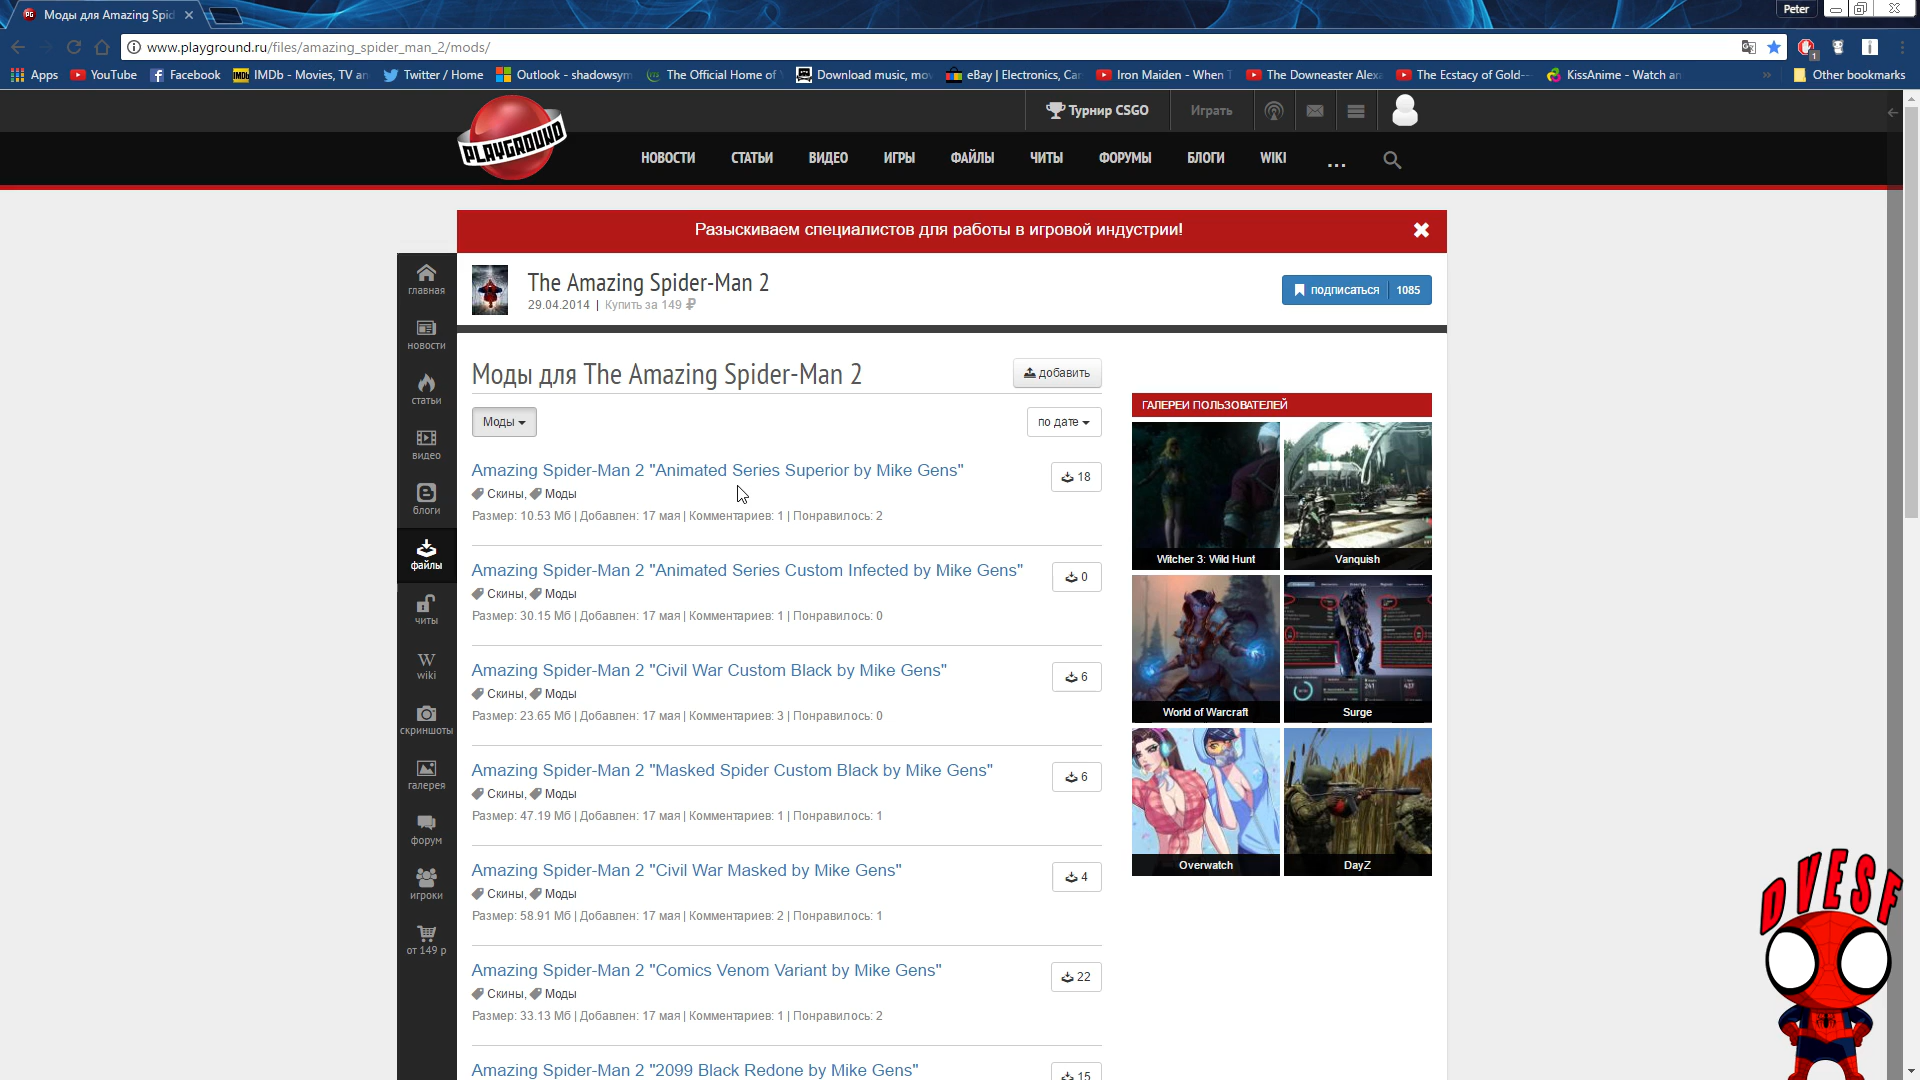 Моды для Amazing Spid
Peter
www.playground.ru/files/amazing_spider_man_2/mods/
Apps
YouTube
Facebook
IMDb - Movies, TV an
Twitter / Home
Outlook - shadowsym
The Official Home of
Download music, mo
eBay | Electronics, Ca
Iron Maiden - When
The Downeaster Alex
The Ecstacy of Gold--
KissAnime - Watch an
Other bookmarks
PLAYGROUND
Турнир CSGO
Играть
НОВОСТИ
СТАТЬИ
ВИДЕО
ИГРЫ
ФАЙЛЫ
ЧИТЫ
ФОРУМЫ
БЛОГИ
WIKI
...
Разыскиваем специалистов для работы в игровой индустрии!
The Amazing Spider-Man 2
29.04.2014 | Купить за 149 ₽
подписаться 1085
главная
новости
статьи
видео
блоги
файлы
читы
wiki
скриншоты
галерея
форум
игроки
от 149 р
Моды для The Amazing Spider-Man 2
добавить
Моды
по дате
Amazing Spider-Man 2 "Animated Series Superior by Mike Gens"
18
Скины, Моды
Размер: 10.53 Мб | Добавлен: 17 мая | Комментариев: 1 | Понравилось: 2
Amazing Spider-Man 2 "Animated Series Custom Infected by Mike Gens"
0
Скины, Моды
Размер: 30.15 Мб | Добавлен: 17 мая | Комментариев: 1 | Понравилось: 0
Amazing Spider-Man 2 "Civil War Custom Black by Mike Gens"
6
Скины, Моды
Размер: 23.65 Мб | Добавлен: 17 мая | Комментариев: 3 | Понравилось: 0
Amazing Spider-Man 2 "Masked Spider Custom Black by Mike Gens"
6
Скины, Моды
Размер: 47.19 Мб | Добавлен: 17 мая | Комментариев: 1 | Понравилось: 1
Amazing Spider-Man 2 "Civil War Masked by Mike Gens"
4
Скины, Моды
Размер: 58.91 Мб | Добавлен: 17 мая | Комментариев: 2 | Понравилось: 1
Amazing Spider-Man 2 "Comics Venom Variant by Mike Gens"
22
Скины, Моды
Размер: 33.13 Мб | Добавлен: 17 мая | Комментариев: 1 | Понравилось: 2
Amazing Spider-Man 2 "2099 Black Redone by Mike Gens"
15
ГАЛЕРЕИ ПОЛЬЗОВАТЕЛЕЙ
Witcher 3: Wild Hunt
Vanquish
World of Warcraft
Surge
Overwatch
DayZ
DVESF